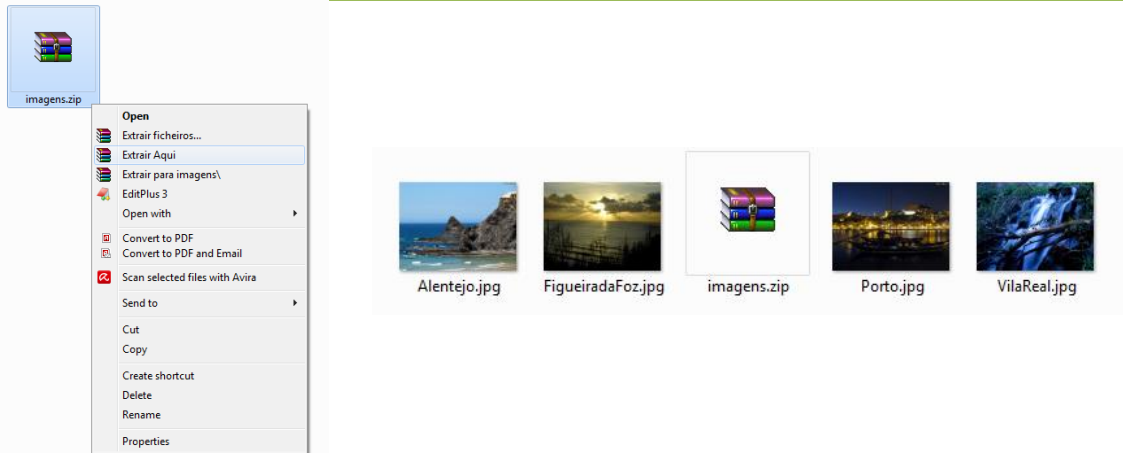 imagens.zip
Open
Extrair ficheiros...
Extrair Aqui
Extrair para imagens\
EditPlus 3
Open with
Convert to PDF
Convert to PDF and Email
Scan selected files with Avira
Send to
Cut
Copy
Create shortcut
Delete
Rename
Properties
Alentejo.jpg
FigueiradaFoz.jpg
imagens.zip
Porto.jpg
VilaReal.jpg